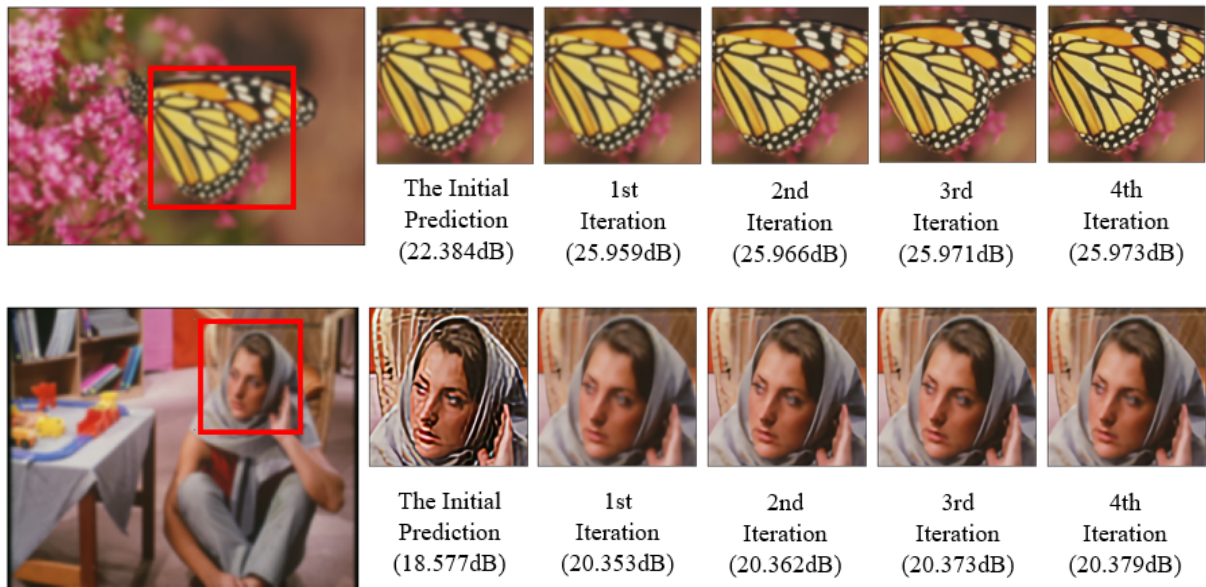 The Initial
Prediction
(22.384dB)
1st
Iteration
(25.959dB)
2nd
Iteration
(25.966dB)
3rd
Iteration
(25.971dB)
4th
Iteration
(25.973dB)
The Initial
Prediction
(18.577dB)
1st
Iteration
(20.353dB)
2nd
Iteration
(20.362dB)
3rd
Iteration
(20.373dB)
4th
Iteration
(20.379dB)